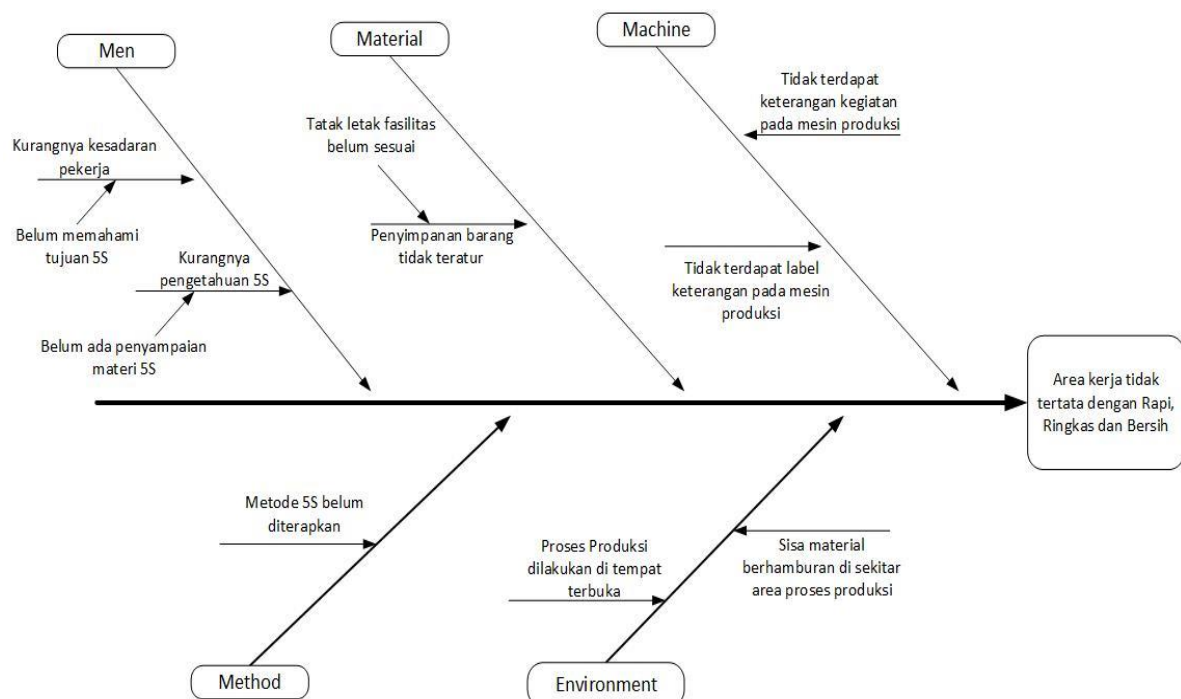 Men
Material
Machine
Tidak terdapat
keterangan kegiatan
pada mesin produksi
Tatak letak fasilitas
belum sesuai
Kurangnya kesadaran
pekerja
Belum memahami
tujuan 5S
Kurangnya
pengetahuan 5S
Penyimpanan barang
tidak teratur
Tidak terdapat label
keterangan pada mesin
produksi
Belum ada penyampaian
materi 5S
Area kerja tidak
tertata dengan Rapi,
Ringkas dan Bersih
Metode 5S belum
diterapkan
Proses Produksi
dilakukan di tempat
terbuka
Sisa material
berhamburan di sekitar
area proses produksi
Method
Environment